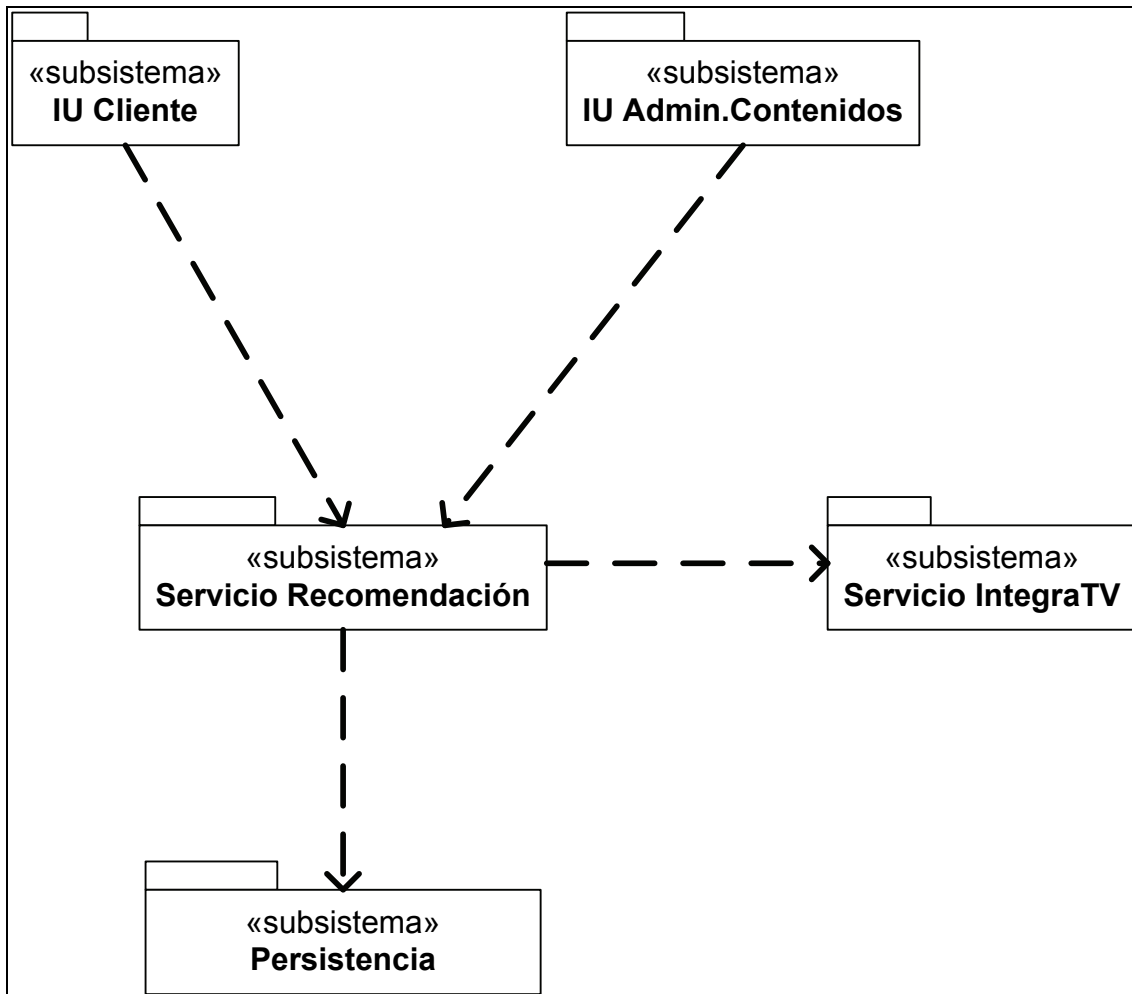 «subsistema»
IU Cliente
«subsistema»
IU Admin.Contenidos
«subsistema»
Servicio Recomendación
«subsistema»
Servicio IntegraTV
«subsistema»
Persistencia